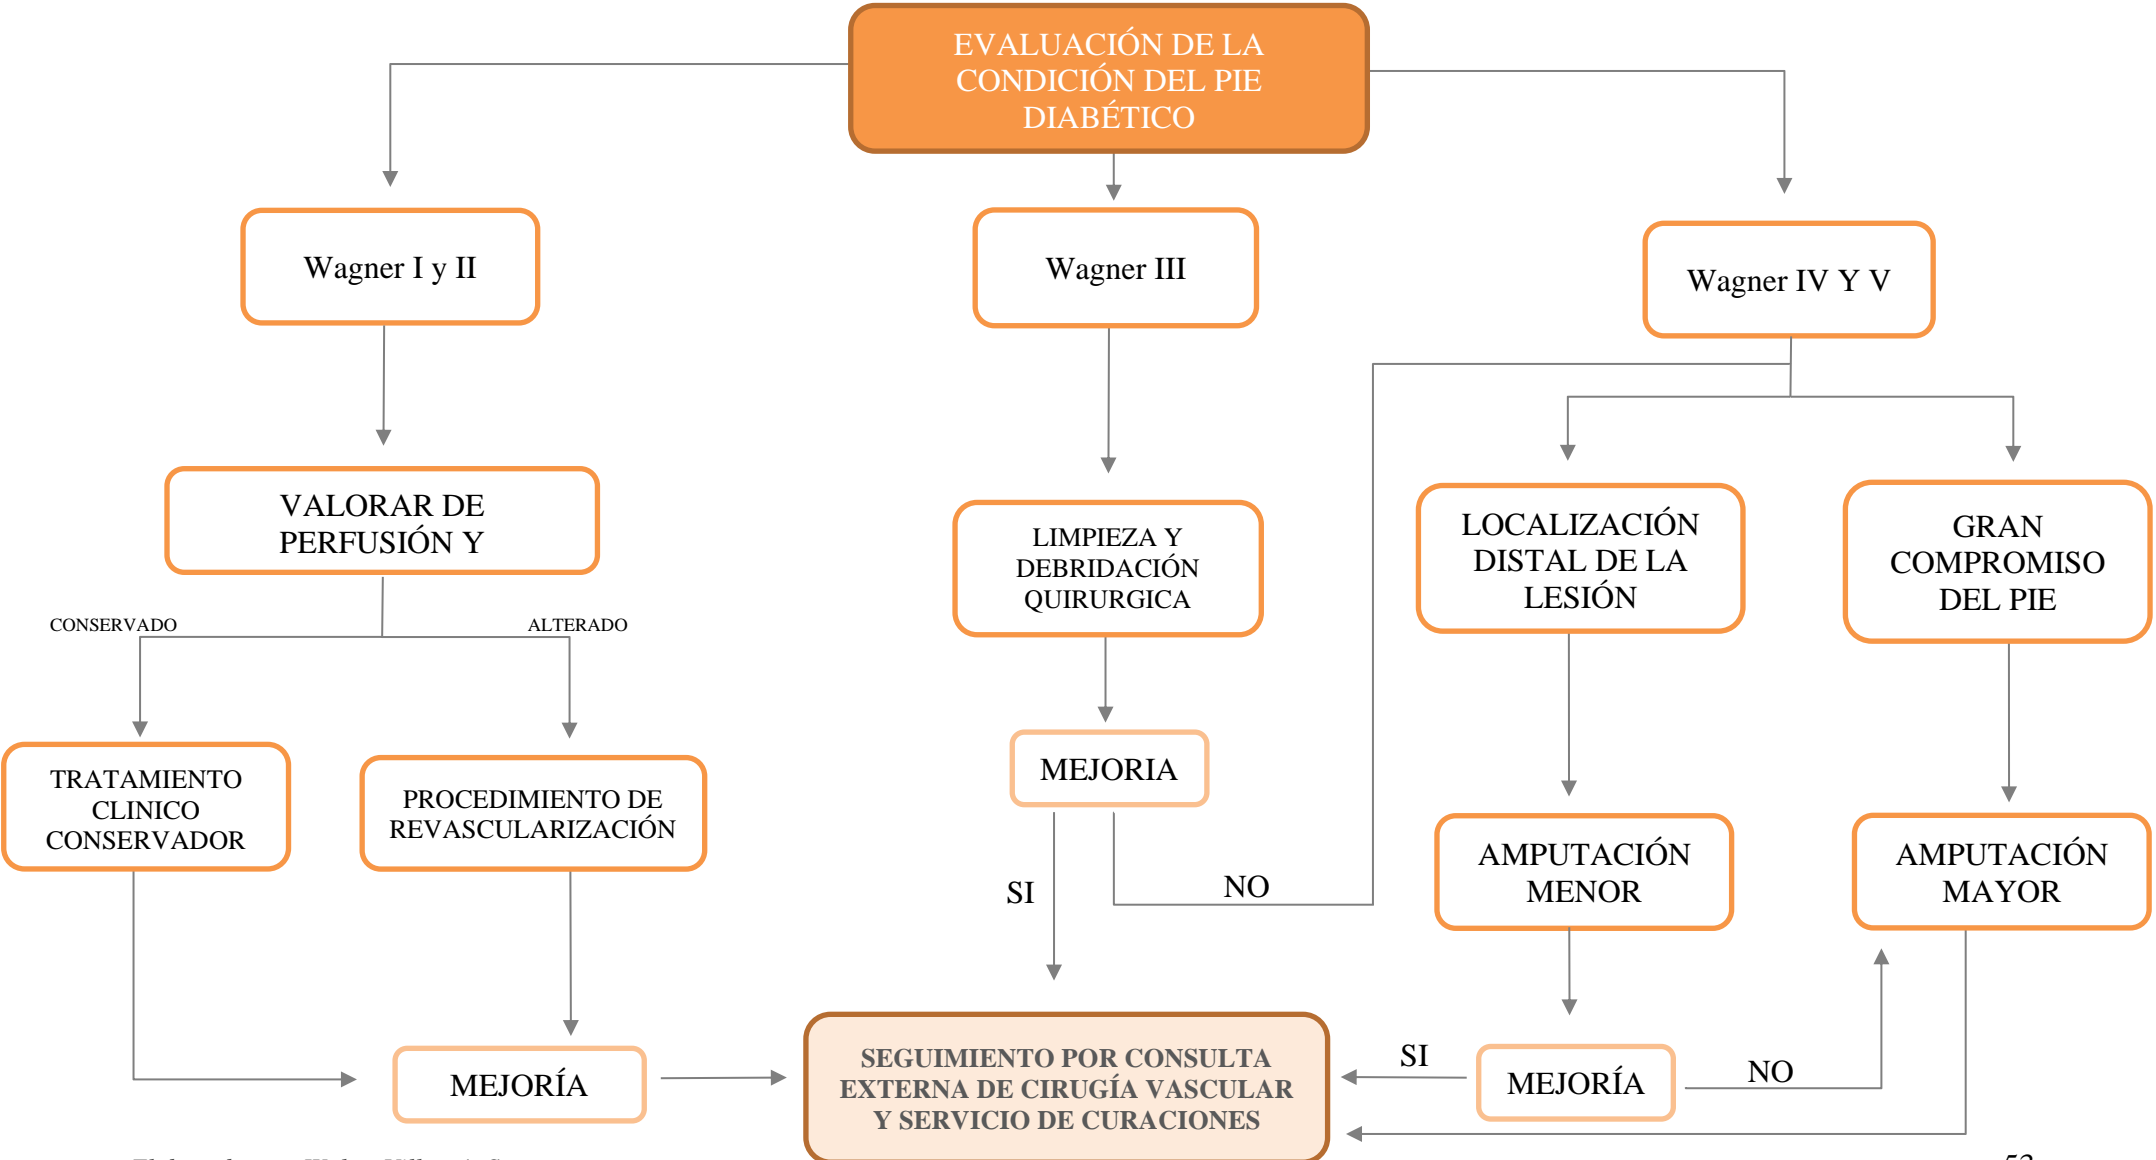 EVALUACIÓN DE LA
CONDICIÓN DEL PIE
DIABÉTICO
Wagner I y II
Wagner III
Wagner IV Y V
VALORAR DE
PERFUSIÓN Y
LIMPIEZA Y
DEBRIDACIÓN
QUIRURGICA
LOCALIZACIÓN
DISTAL DE LA
LESIÓN
GRAN
COMPROMISO
DEL PIE
CONSERVADO
ALTERADO
TRATAMIENTO
CLINICO
CONSERVADOR
PROCEDIMIENTO DE
REVASCULARIZACIÓN
MEJORIA
AMPUTACIÓN
MENOR
AMPUTACIÓN
MAYOR
SI
NO
MEJORÍA
SEGUIMIENTO POR CONSULTA
EXTERNA DE CIRUGÍA VASCULAR
Y SERVICIO DE CURACIONES
SI
MEJORÍA
NO